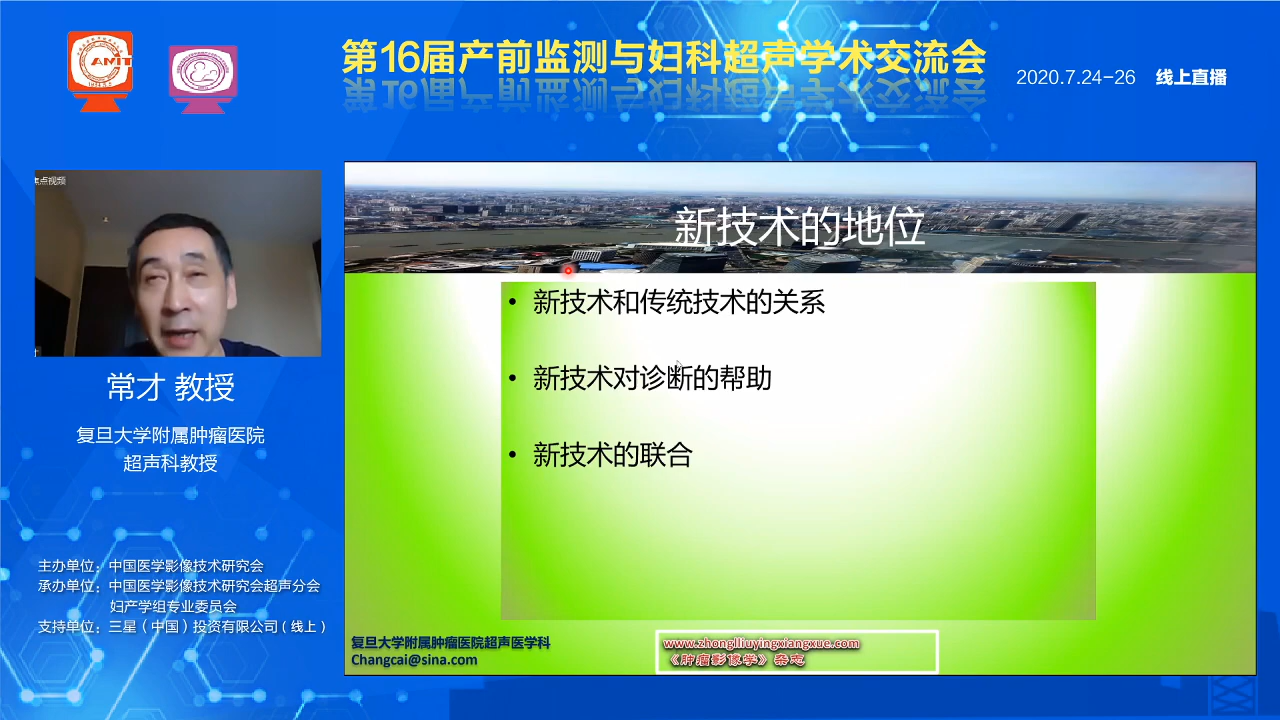 第16届产前监测与妇科超声学术交流会
2020.7.24-26 线上直播
CAMIT
焦点视频
常才 教授
复旦大学附属肿瘤医院
超声科教授
主办单位：中国医学影像技术研究会
承办单位：中国医学影像技术研究会超声分会
妇产学组专业委员会
支持单位：三星（中国）投资有限公司（线上）
新技术的地位
• 新技术和传统技术的关系
• 新技术对诊断的帮助
• 新技术的联合
复旦大学附属肿瘤医院超声医学科
Changcai@sina.com
www.zhonglliuyingxiangxue.com
《肿瘤影像学》杂志